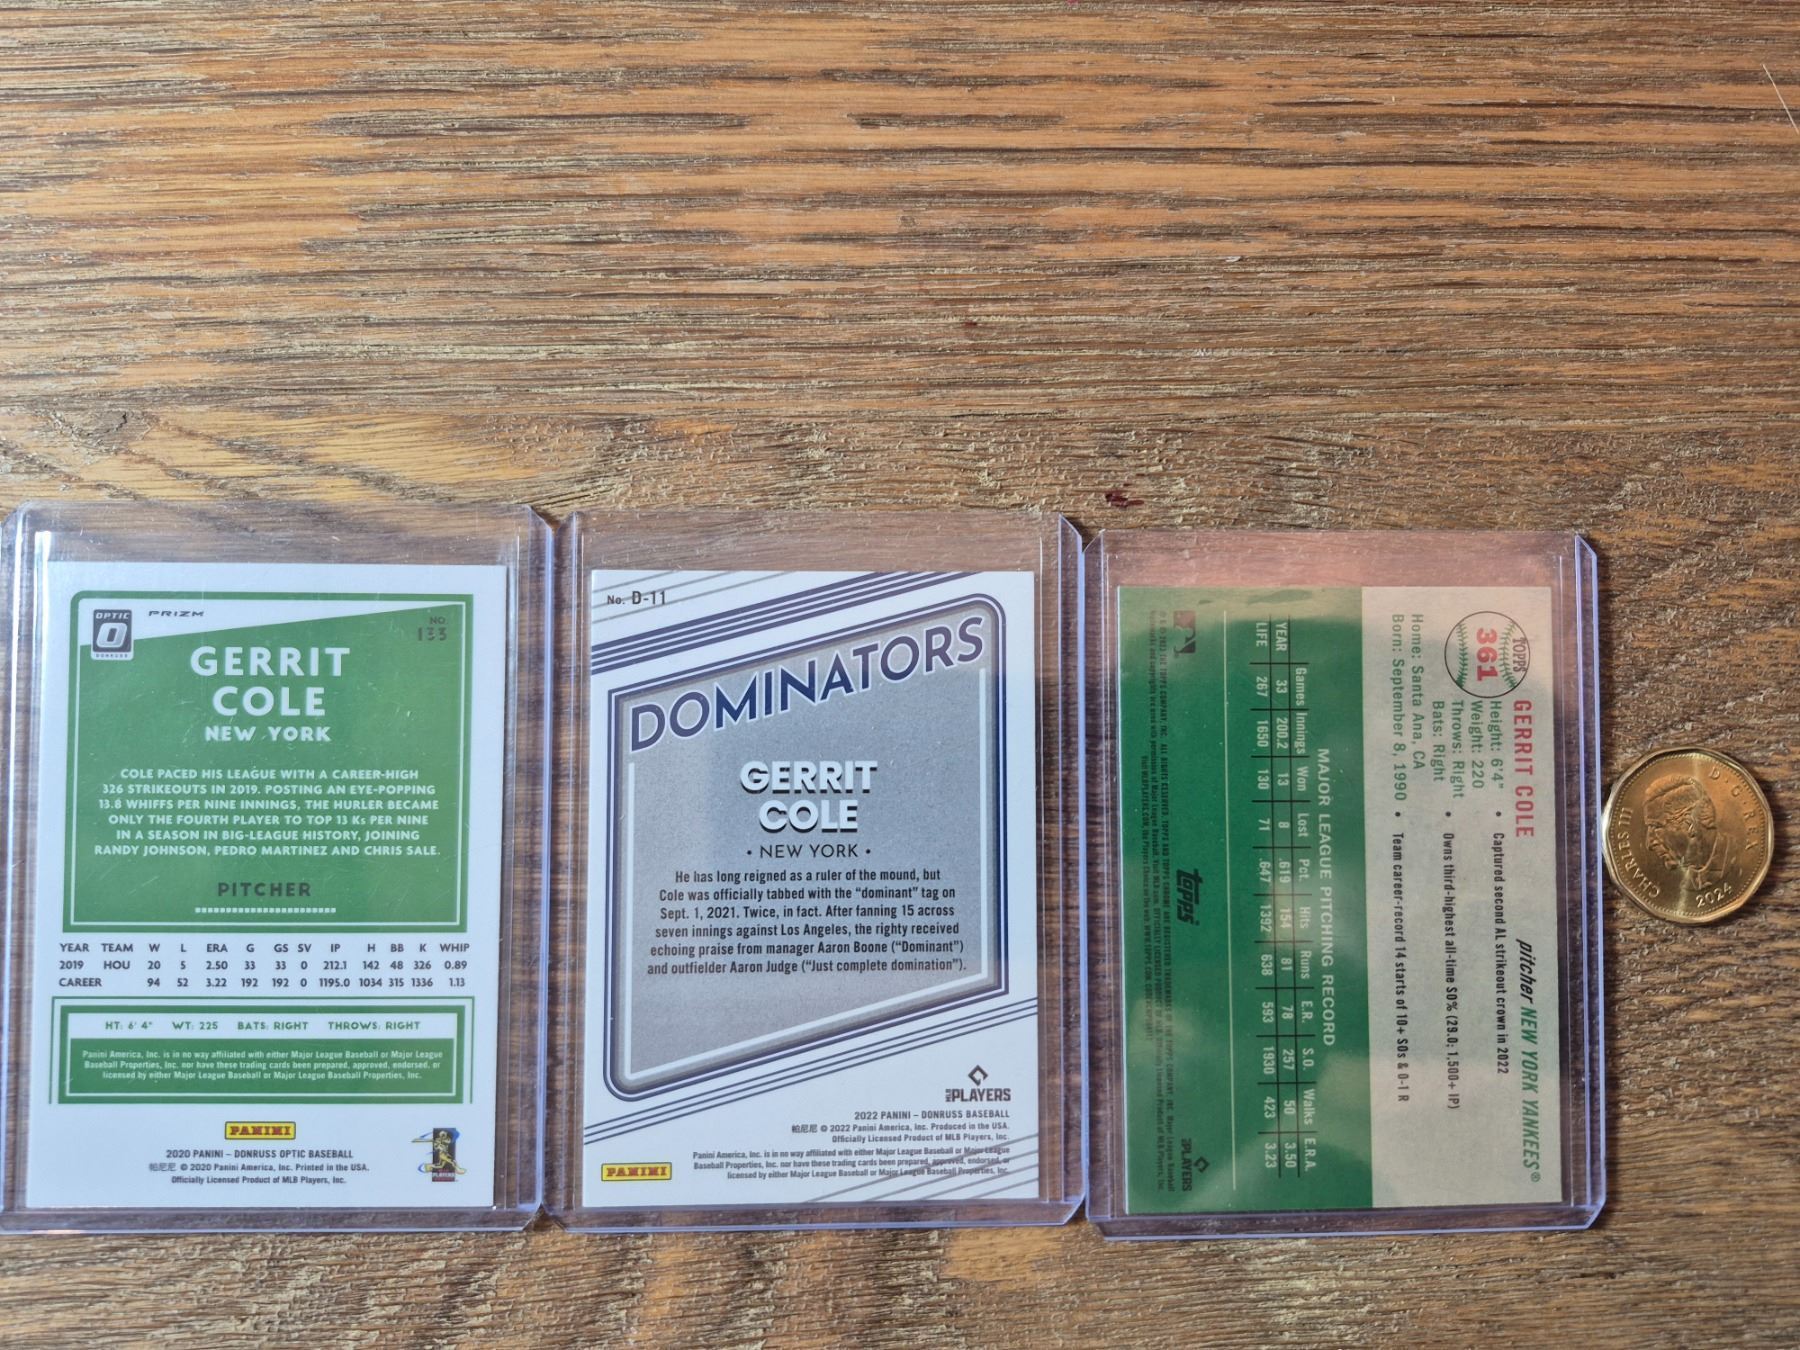 OPTIC
DONRUSS
PRIZM
NO.
133
GERRIT
COLE
NEW YORK
COLE PACED HIS LEAGUE WITH A CAREER-HIGH
326 STRIKEOUTS IN 2019. POSTING AN EYE-POPPING
13.8 WHIFFS PER NINE INNINGS, THE HURLER BECAME
ONLY THE FOURTH PLAYER TO TOP 13 Ks PER NINE
IN A SEASON IN BIG-LEAGUE HISTORY, JOINING
RANDY JOHNSON, PEDRO MARTINEZ AND CHRIS SALE.
PITCHER
YEAR TEAM W L ERA G GS SV IP H BB K WHIP
2019 HOU 20 5 2.50 33 33 0 212.1 142 48 326 0.89
CAREER 94 52 3.22 192 192 0 1195.0 1034 315 1336 1.13
HT: 6' 4" WT: 225 BATS: RIGHT THROWS: RIGHT
Panini America, Inc. is in no way affiliated with either Major League Baseball or Major League
Baseball Properties, Inc. nor have these trading cards been prepared, approved, endorsed, or
licensed by either Major League Baseball or Major League Baseball Properties, Inc.
PANINI
2020 PANINI – DONRUSS OPTIC BASEBALL
帕尼尼 © 2020 Panini America, Inc. Printed in the USA.
Officially Licensed Product of MLB Players, Inc.
No. D-11
DOMINATORS
GERRIT
COLE
• NEW YORK •
He has long reigned as a ruler of the mound, but
Cole was officially tabbed with the "dominant" tag on
Sept. 1, 2021. Twice, in fact. After fanning 15 across
seven innings against Los Angeles, the righty received
echoing praise from manager Aaron Boone ("Dominant")
and outfielder Aaron Judge ("Just complete domination").
MLB PLAYERS
2022 PANINI – DONRUSS BASEBALL
帕尼尼 © 2022 Panini America, Inc. Produced in the USA.
Officially Licensed Product of MLB Players, Inc.
Panini America, Inc. is in no way affiliated with either Major League Baseball or Major League
Baseball Properties, Inc. nor have these trading cards been prepared, approved, endorsed, or
licensed by either Major League Baseball or Major League Baseball Properties, Inc.
PANINI
TOPPS
361
GERRIT COLE pitcher NEW YORK YANKEES®
Height: 6'4" • Captured second AL strikeout crown in 2022
Weight: 220
Throws: Right • Owns third-highest all-time SO% (29.0; 1,500+ IP)
Bats: Right
Home: Santa Ana, CA
Born: September 8, 1990 • Team career-record 14 starts of 10+ SOs & 0-1 R
MAJOR LEAGUE PITCHING RECORD
Games Innings Won Lost Pct. Hits Runs E.R. S.O. Walks E.R.A.
YEAR 33 200.2 13 8 .619 154 81 78 257 50 3.50
LIFE 267 1650 130 71 .647 1392 638 593 1930 423 3.23
topps
MLB PLAYERS
CHARLES III D·G·REX
2024